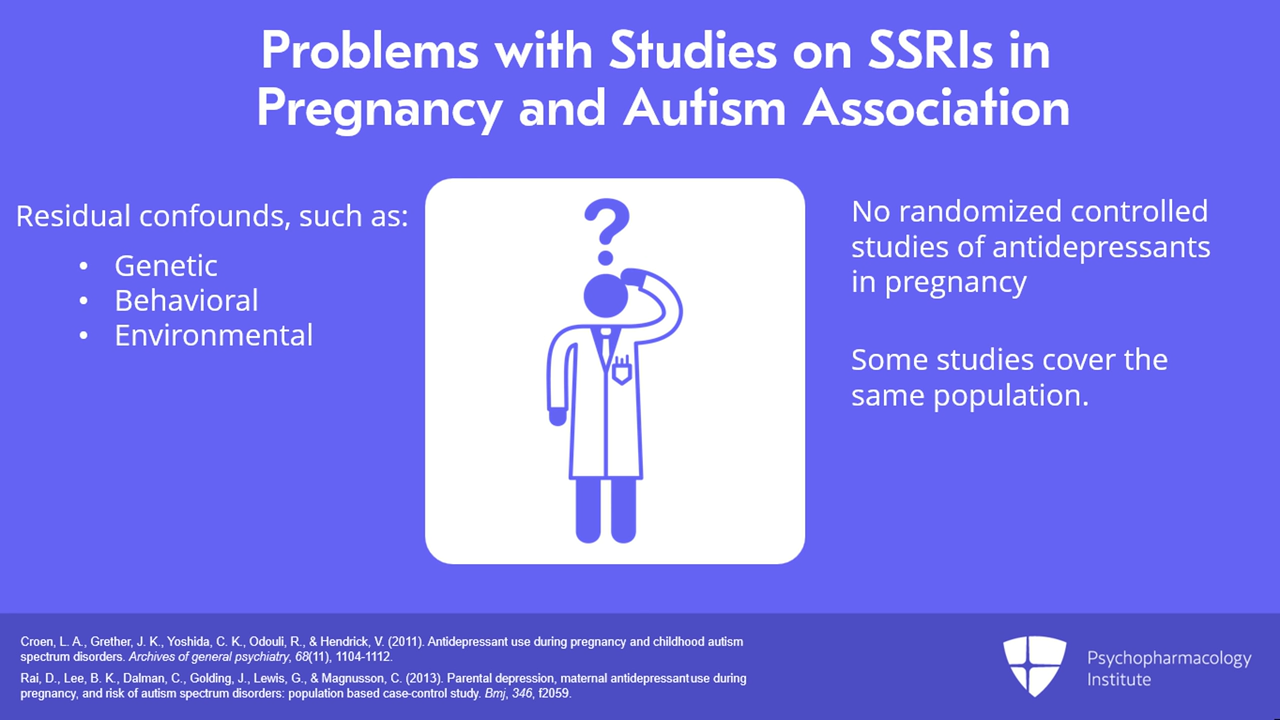 Problems with Studies on SSRIs in
Pregnancy and Autism Association
Residual confounds, such as:
• Genetic
• Behavioral
• Environmental
?
No randomized controlled
studies of antidepressants
in pregnancy
Some studies cover the
same population.
Croen, L. A., Grether, J. K., Yoshida, C. K., Odouli, R., & Hendrick, V. (2011). Antidepressant use during pregnancy and childhood autism
spectrum disorders. Archives of general psychiatry, 68(11), 1104-1112.
Rai, D., Lee, B. K., Dalman, C., Golding, J., Lewis, G., & Magnusson, C. (2013). Parental depression, maternal antidepressant use during
pregnancy, and risk of autism spectrum disorders: population based case-control study. Bmj, 346, f2059.
Psychopharmacology
Institute